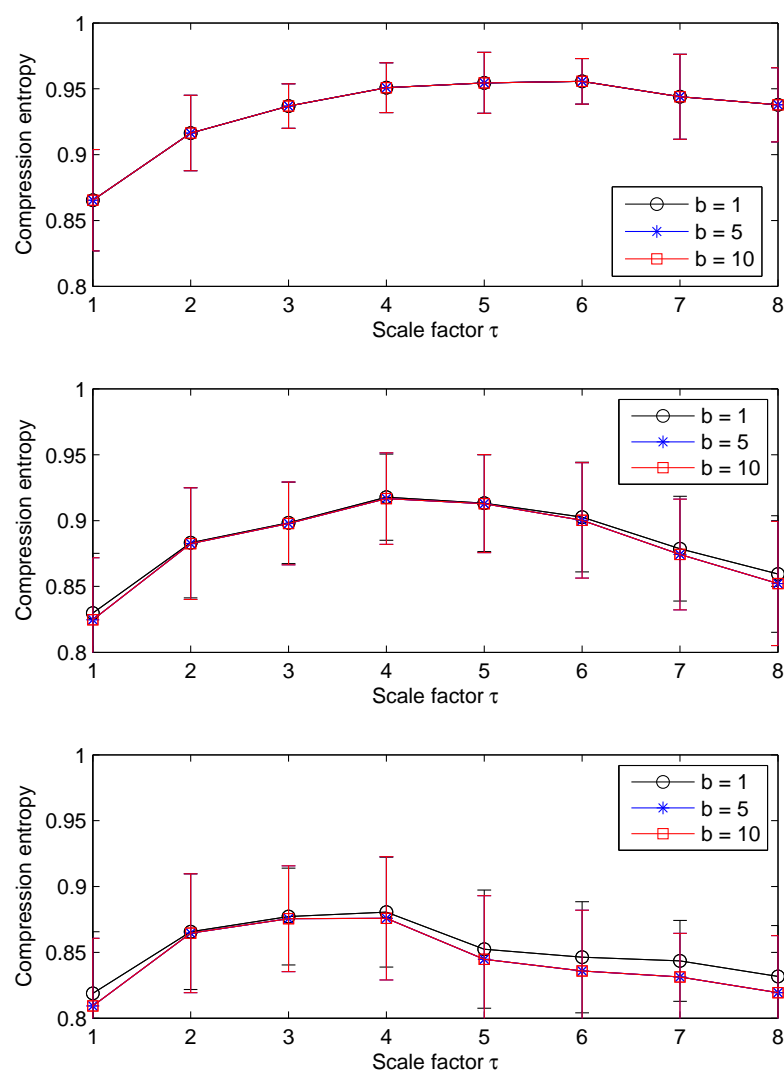 1
0.95
0.9
0.85
0.8
Compression entropy
b = 1
b = 5
b = 10
1 2 3 4 5 6 7 8
Scale factor τ
1
0.95
0.9
0.85
0.8
Compression entropy
b = 1
b = 5
b = 10
1 2 3 4 5 6 7 8
Scale factor τ
1
0.95
0.9
0.85
0.8
Compression entropy
b = 1
b = 5
b = 10
1 2 3 4 5 6 7 8
Scale factor τ